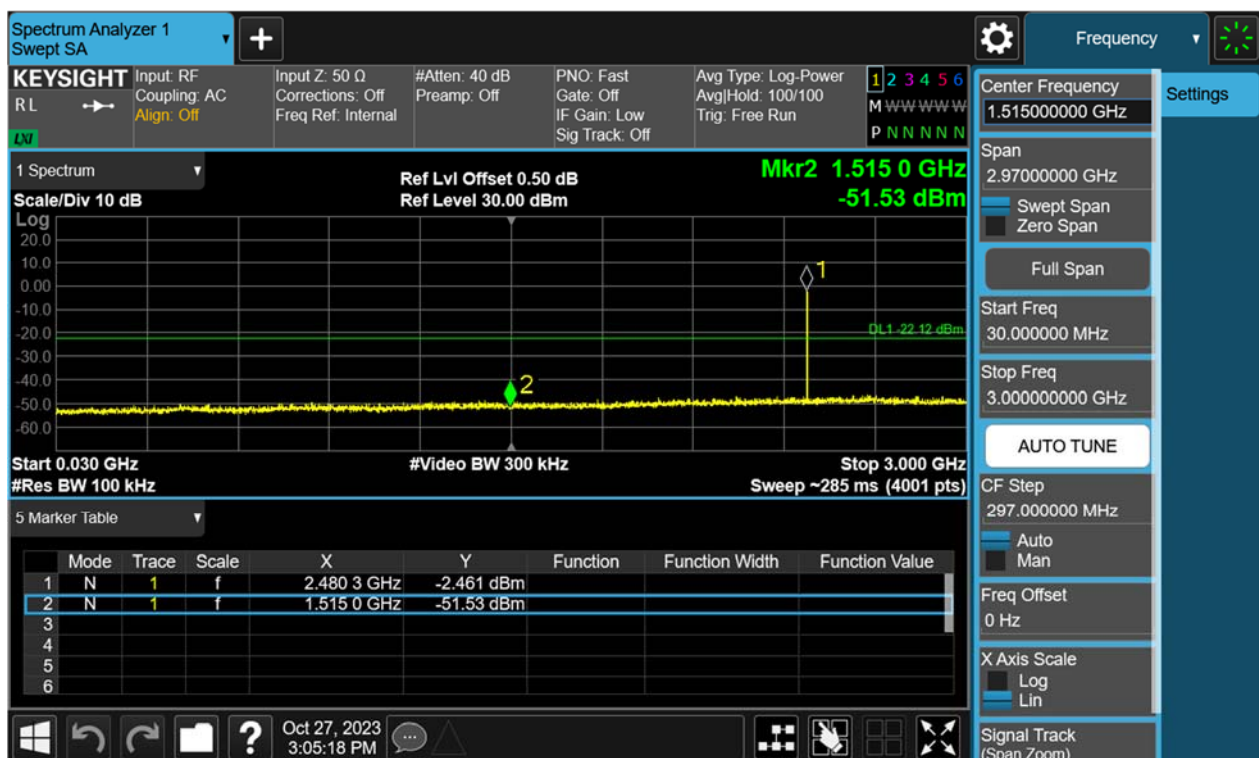 Spectrum Analyzer 1
Swept SA
Frequency
KEYSIGHT
R L
LXI
Input: RF
Coupling: AC
Align: Off
Input Z: 50 Ω
Corrections: Off
Freq Ref: Internal
#Atten: 40 dB
Preamp: Off
PNO: Fast
Gate: Off
IF Gain: Low
Sig Track: Off
Avg Type: Log-Power
Avg|Hold: 100/100
Trig: Free Run
1 2 3 4 5 6
M W W W W W
P N N N N N
Center Frequency
1.515000000 GHz
Settings
1 Spectrum
Scale/Div 10 dB
Ref Lvl Offset 0.50 dB
Ref Level 30.00 dBm
Mkr2 1.515 0 GHz
-51.53 dBm
Log
20.0
10.0
0.00
-10.0
-20.0
-30.0
-40.0
-50.0
-60.0
1
DL1 -22.12 dBm
2
Start 0.030 GHz
#Video BW 300 kHz
Stop 3.000 GHz
#Res BW 100 kHz
Sweep ~285 ms (4001 pts)
Span
2.97000000 GHz
Swept Span
Zero Span
Full Span
Start Freq
30.000000 MHz
Stop Freq
3.000000000 GHz
AUTO TUNE
CF Step
297.000000 MHz
Auto
Man
Freq Offset
0 Hz
X Axis Scale
Log
Lin
Signal Track
(Span Zoom)
5 Marker Table
Mode Trace Scale X Y Function Function Width Function Value
1 N 1 f 2.480 3 GHz -2.461 dBm
2 N 1 f 1.515 0 GHz -51.53 dBm
3
4
5
6
?
Oct 27, 2023
3:05:18 PM